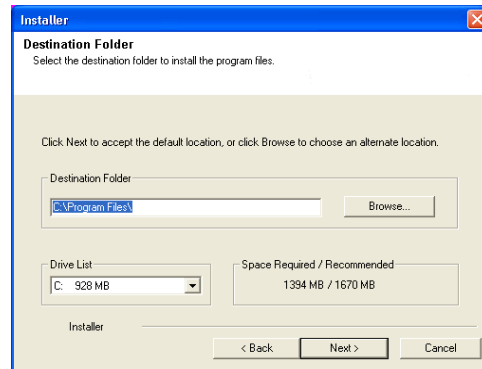 Installer
Destination Folder
Select the destination folder to install the program files.
Click Next to accept the default location, or click Browse to choose an alternate location.
Destination Folder
C:\Program Files\
Browse...
Drive List
C: 928 MB
Space Required / Recommended
1394 MB / 1670 MB
Installer
< Back
Next >
Cancel